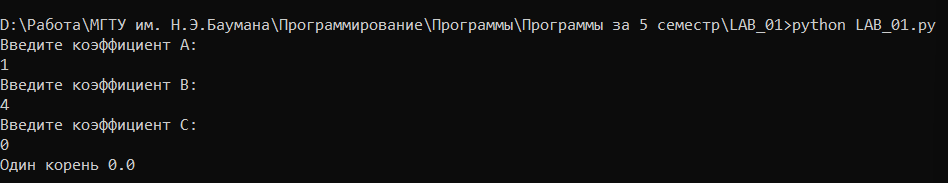 D:\Работа\МГТУ им. Н.Э.Баумана\Программирование\Программы\Программы за 5 семестр\LAB_01>python LAB_01.py
Введите коэффициент A:
1
Введите коэффициент B:
4
Введите коэффициент C:
0
Один корень 0.0